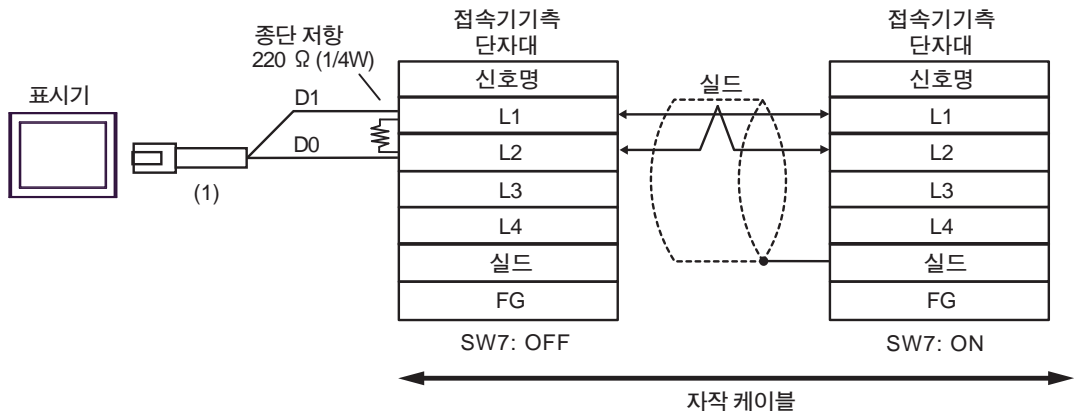 표시기
(1)
종단 저항
220 Ω (1/4W)
D1
D0
접속기기측
단자대
신호명
L1
L2
L3
L4
실드
FG
SW7: OFF
실드
접속기기측
단자대
신호명
L1
L2
L3
L4
실드
FG
SW7: ON
자작 케이블